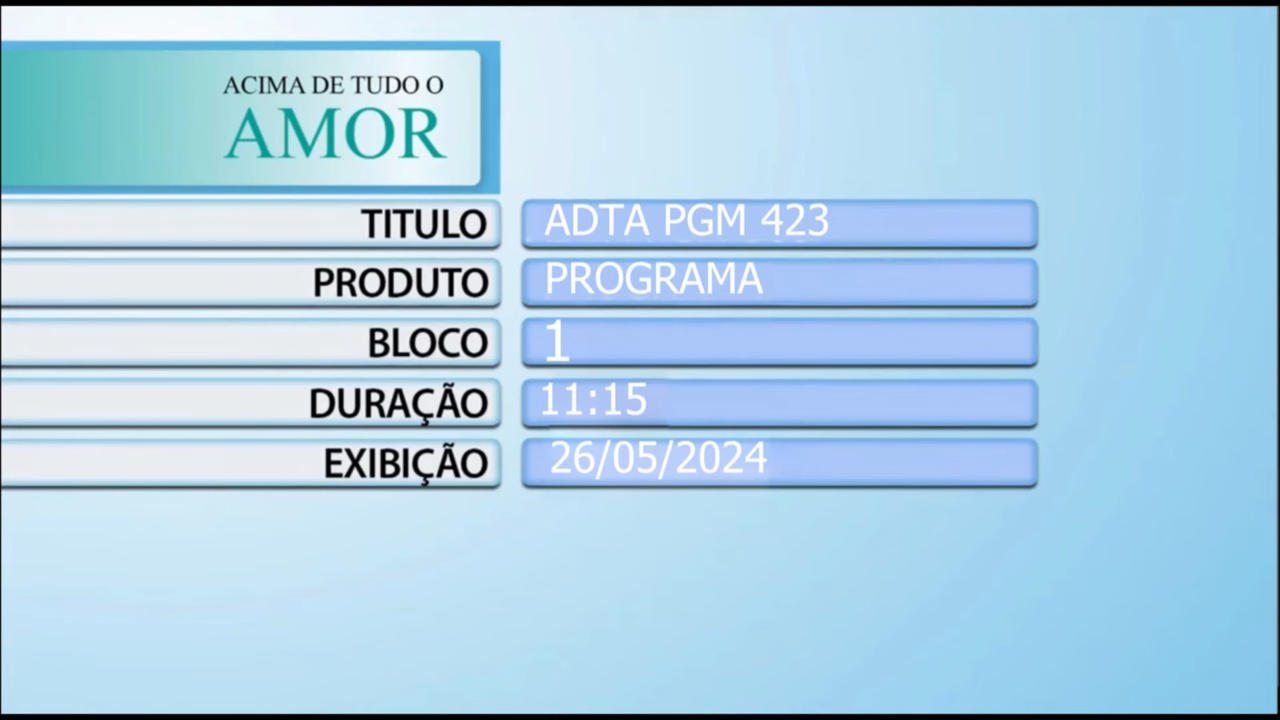 ACIMA DE TUDO O
AMOR
TITULO ADTA PGM 423
PRODUTO PROGRAMA
BLOCO 1
DURAÇÃO 11:15
EXIBIÇÃO 26/05/2024